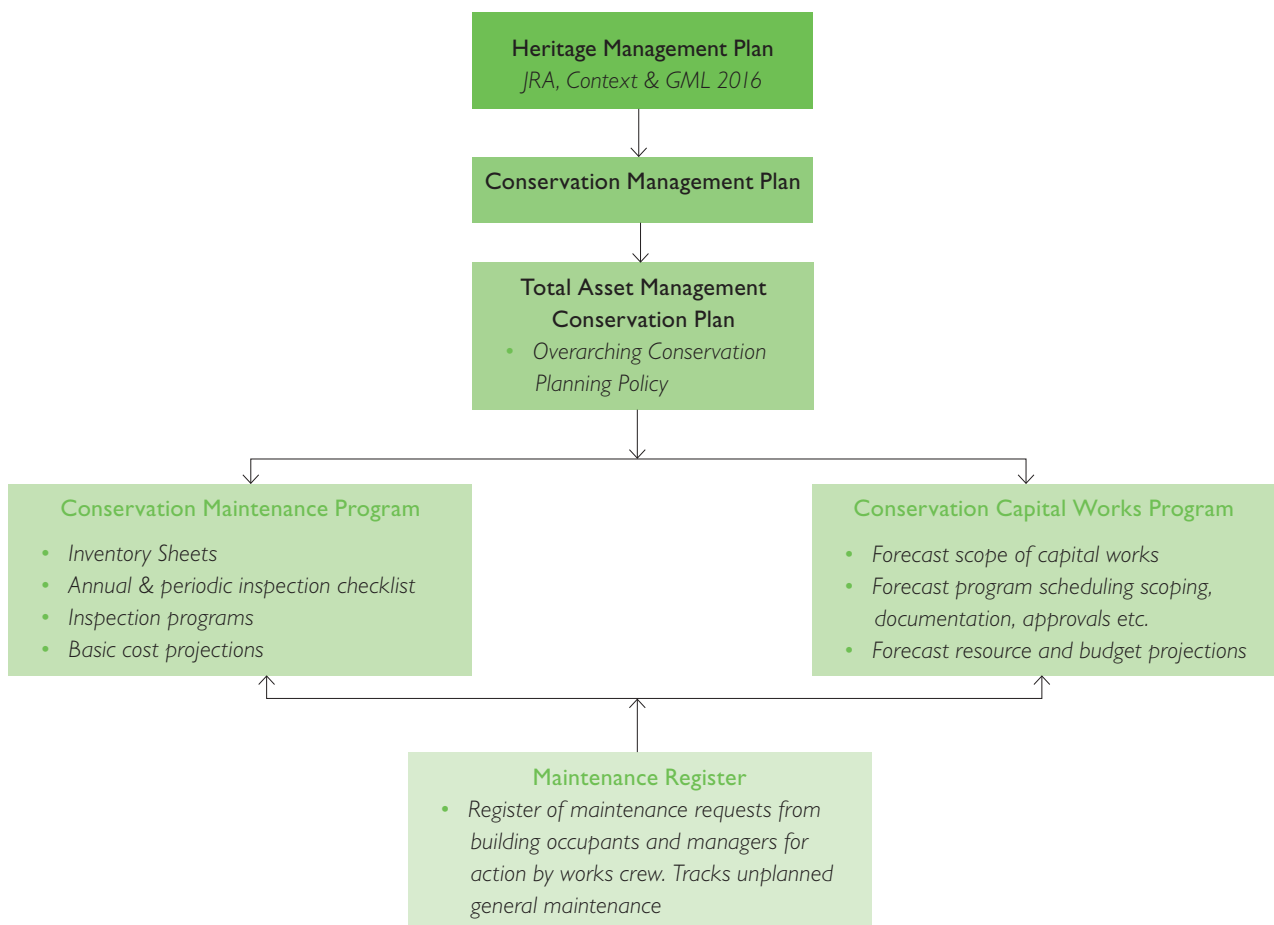 Heritage Management Plan
JRA, Context & GML 2016
Conservation Management Plan
Total Asset Management
Conservation Plan
• Overarching Conservation
Planning Policy
Conservation Maintenance Program
• Inventory Sheets
• Annual & periodic inspection checklist
• Inspection programs
• Basic cost projections
Conservation Capital Works Program
• Forecast scope of capital works
• Forecast program scheduling scoping,
documentation, approvals etc.
• Forecast resource and budget projections
Maintenance Register
• Register of maintenance requests from
building occupants and managers for
action by works crew. Tracks unplanned
general maintenance